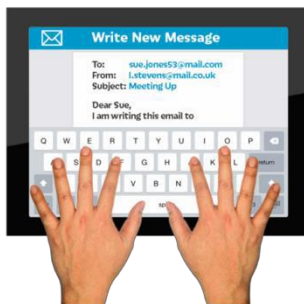 Write New Message
To: sue.jones53@mail.com
From: l.stevens@mail.co.uk
Subject: Meeting Up
Dear Sue,
I am writing this email to
Q W E R T Y U I O P
S D F G H K L return
V B N